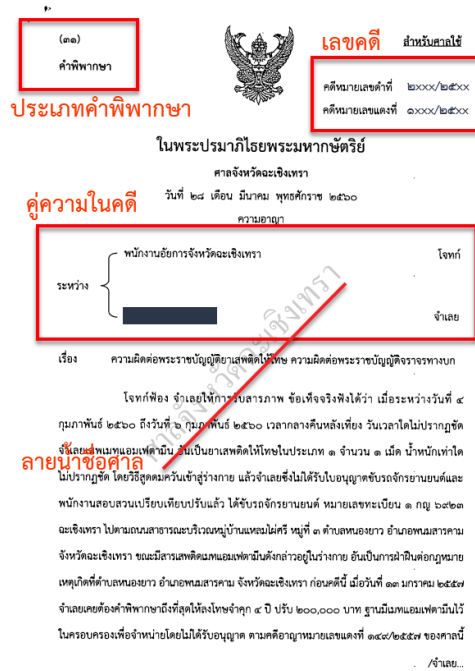 (๓๑)
คำพิพากษา
ประเภทคำพิพากษา
เลขคดี
สำหรับศาลใช้
คดีหมายเลขดำที่ ๒xxx/๒๕xx
คดีหมายเลขแดงที่ ๑xxx/๒๕xx
ในพระปรมาภิไธยพระมหากษัตริย์
ศาลจังหวัดฉะเชิงเทรา
วันที่ ๒๘ เดือน มีนาคม พุทธศักราช ๒๕๖๐
คู่ความในคดี
ความอาญา
พนักงานอัยการจังหวัดฉะเชิงเทรา โจทก์
ระหว่าง
จำเลย
ศาลจังหวัดฉะเชิงเทรา
เรื่อง ความผิดต่อพระราชบัญญัติยาเสพติดให้โทษ ความผิดต่อพระราชบัญญัติจราจรทางบก
โจทก์ฟ้อง จำเลยให้การรับสารภาพ ข้อเท็จจริงฟังได้ว่า เมื่อระหว่างวันที่ ๔
กุมภาพันธ์ ๒๕๖๐ ถึงวันที่ ๖ กุมภาพันธ์ ๒๕๖๐ เวลากลางคืนหลังเที่ยง วันเวลาใดไม่ปรากฏชัด
จำเลยเสพเมทแอมเฟตามีน อันเป็นยาเสพติดให้โทษในประเภท ๑ จำนวน ๑ เม็ด น้ำหนักเท่าใด
ลายน้ำชื่อศาล
ไม่ปรากฏชัด โดยวิธีสูดดมควันเข้าสู่ร่างกาย แล้วจำเลยซึ่งไม่ได้รับใบอนุญาตขับรถจักรยานยนต์และ
พนักงานสอบสวนเปรียบเทียบปรับแล้ว ได้ขับรถจักรยานยนต์ หมายเลขทะเบียน ๑ กญ ๖๙๒๓
ฉะเชิงเทรา ไปตามถนนสาธารณะบริเวณหมู่บ้านแหลมไผ่ศรี หมู่ที่ ๓ ตำบลหนองยาว อำเภอพนมสารคาม
จังหวัดฉะเชิงเทรา ขณะมีสารเสพติดเมทแอมเฟตามีนดังกล่าวอยู่ในร่างกาย อันเป็นการฝ่าฝืนต่อกฎหมาย
เหตุเกิดที่ตำบลหนองยาว อำเภอพนมสารคาม จังหวัดฉะเชิงเทรา ก่อนคดีนี้ เมื่อวันที่ ๑๓ มกราคม ๒๕๕๗
จำเลยเคยต้องคำพิพากษาถึงที่สุดให้ลงโทษจำคุก ๔ ปี ปรับ ๒๐๐,๐๐๐ บาท ฐานมีเมทแอมเฟตามีนไว้
ในครอบครองเพื่อจำหน่ายโดยไม่ได้รับอนุญาต ตามคดีอาญาหมายเลขแดงที่ ๑๔๙/๒๕๕๗ ของศาลนี้
/จำเลย...